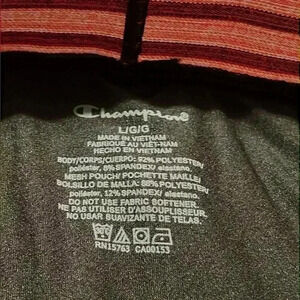 Champion
L/G/G
MADE IN VIETNAM
FABRIQUÉ AU VIÊT-NAM
HECHO EN VIETNAM
BODY/CORPS/CUERPO: 92% POLYESTER/
poliéster, 8% SPANDEX/ elastano.
MESH POUCH/ POCHETTE MAILLE/
BOLSILLO DE MALLA: 88% POLYESTER/
poliéster, 12% SPANDEX/ elastano.
DO NOT USE FABRIC SOFTENER.
NE PAS UTILISER D'ASSOUPLISSEUR.
NO USAR SUAVIZANTE DE TELAS.
RN15763 CA00153